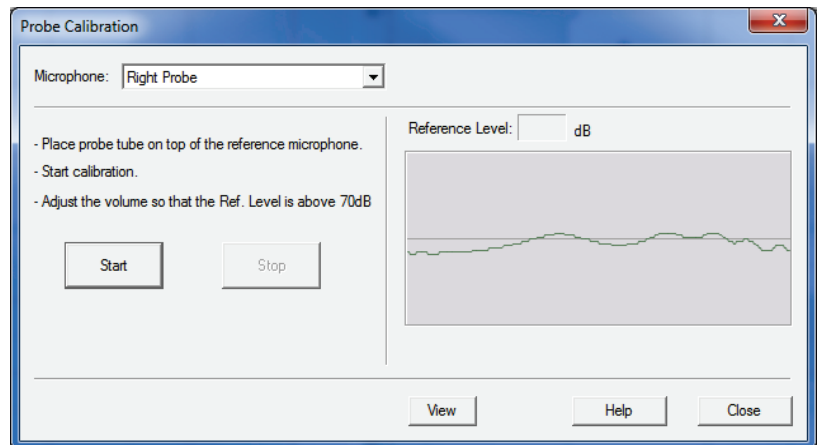 Probe Calibration
Microphone: Right Probe
Reference Level: dB
- Place probe tube on top of the reference microphone.
- Start calibration.
- Adjust the volume so that the Ref. Level is above 70dB
Start Stop
View Help Close